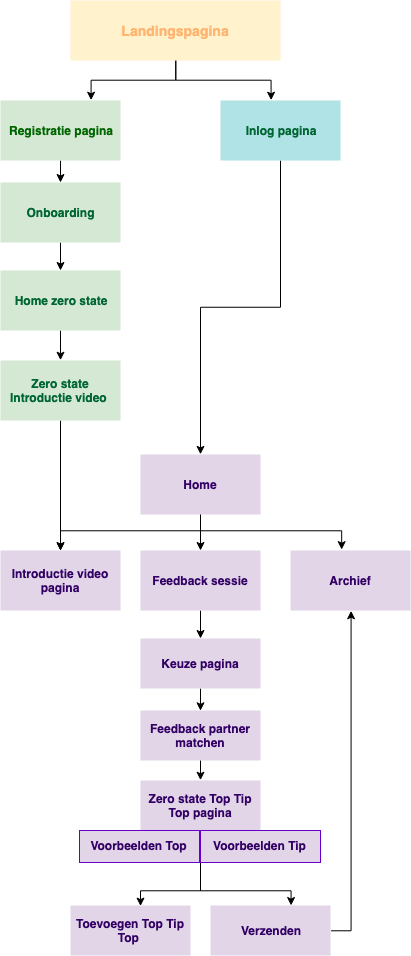 Landingspagina
Registratie pagina
Inlog pagina
Onboarding
Home zero state
Zero state
Introductie video
Home
Introductie video
pagina
Feedback sessie
Archief
Keuze pagina
Feedback partner
matchen
Zero state Top Tip
Top pagina
Voorbeelden Top
Voorbeelden Tip
Toevoegen Top Tip
Top
Verzenden